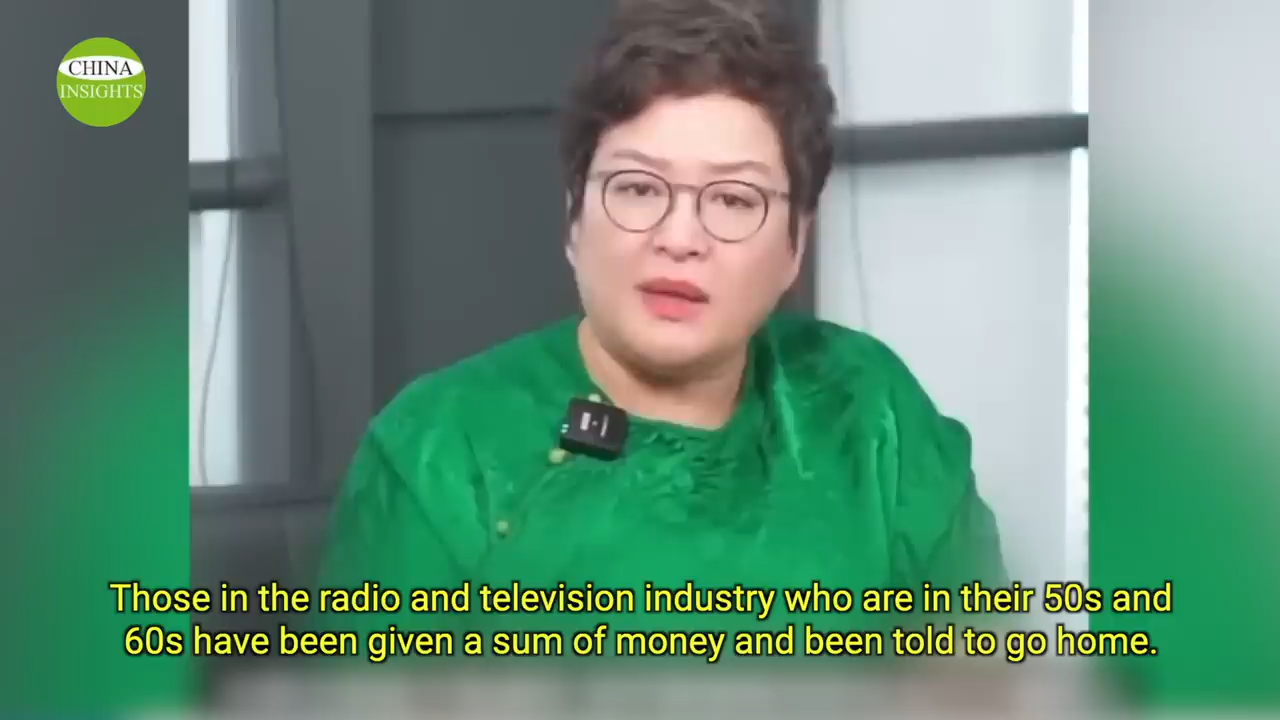 CHINA
INSIGHTS
Those in the radio and television industry who are in their 50s and
60s have been given a sum of money and been told to go home.